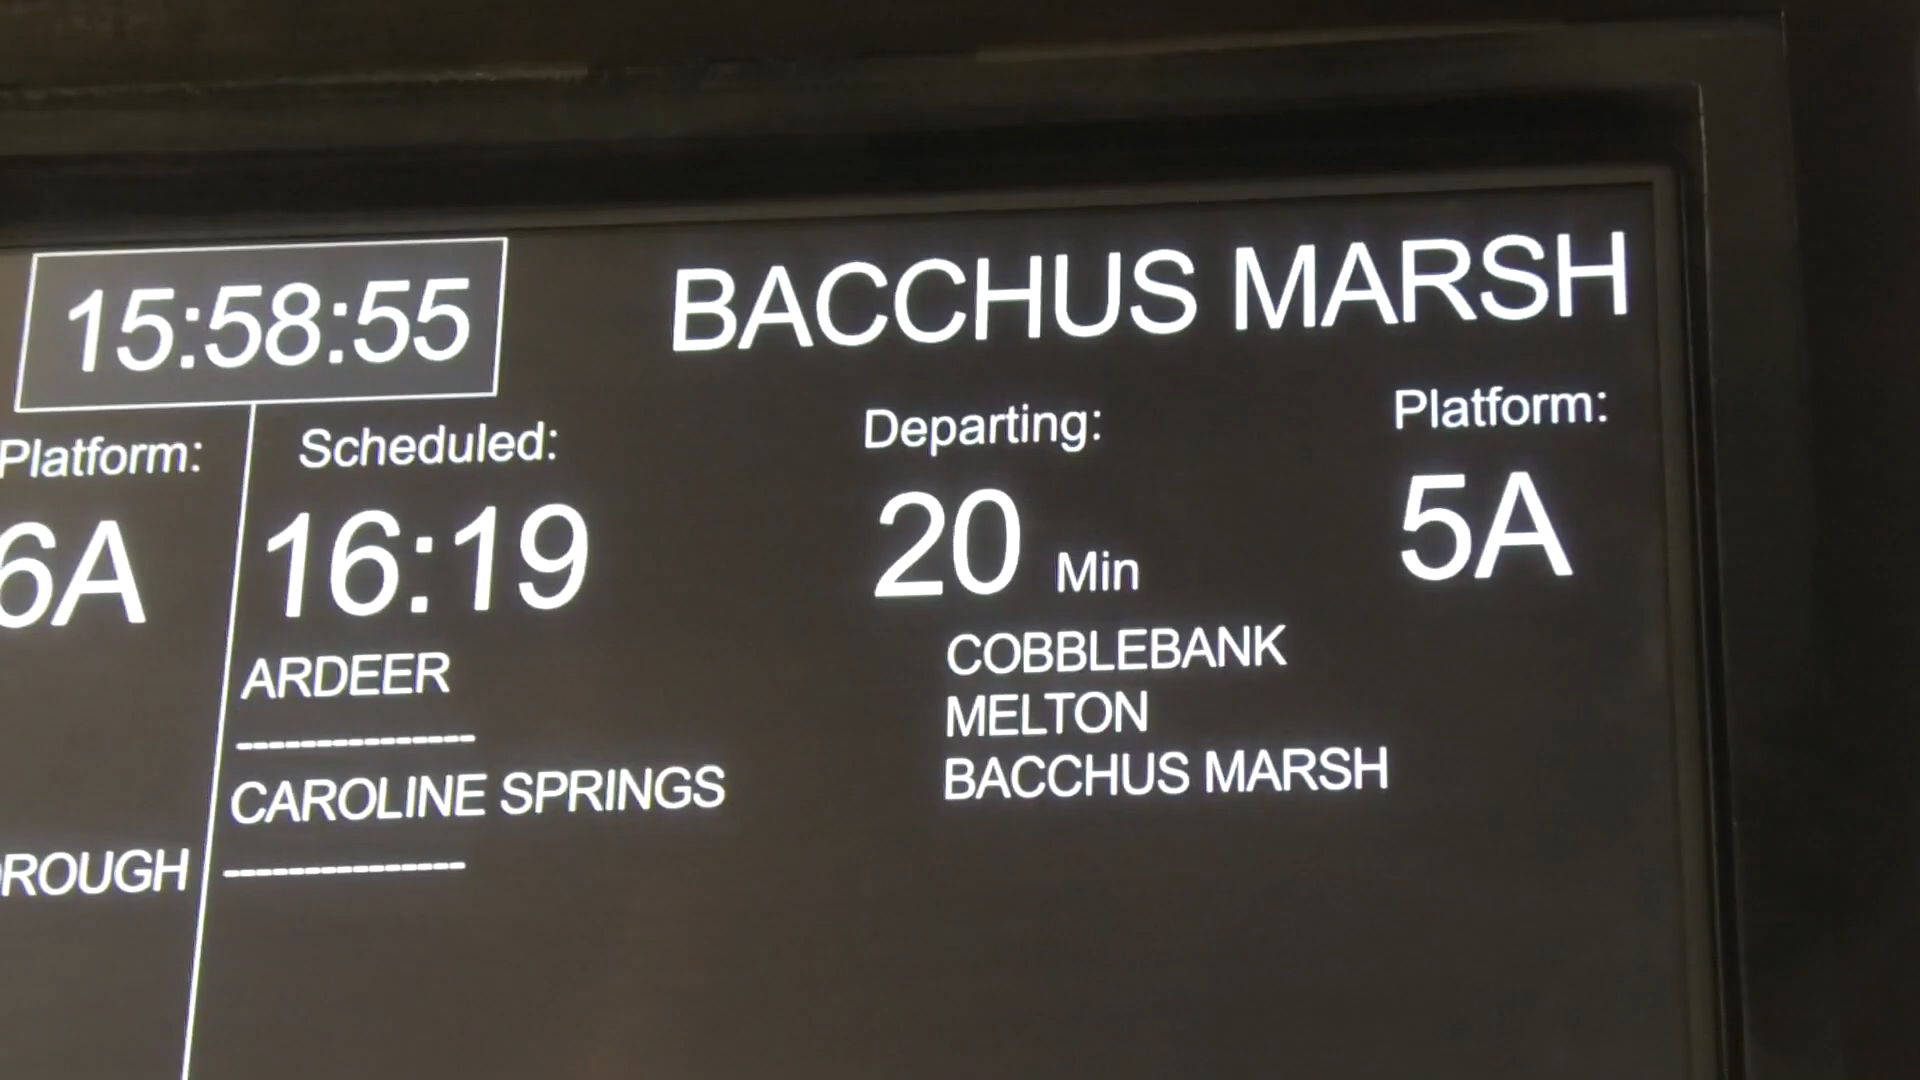 15:58:55
BACCHUS MARSH
Platform:
Scheduled:
Departing:
Platform:
6A
16:19
20 Min
5A
ARDEER
---------------
CAROLINE SPRINGS
---------------
COBBLEBANK
MELTON
BACCHUS MARSH
ROUGH